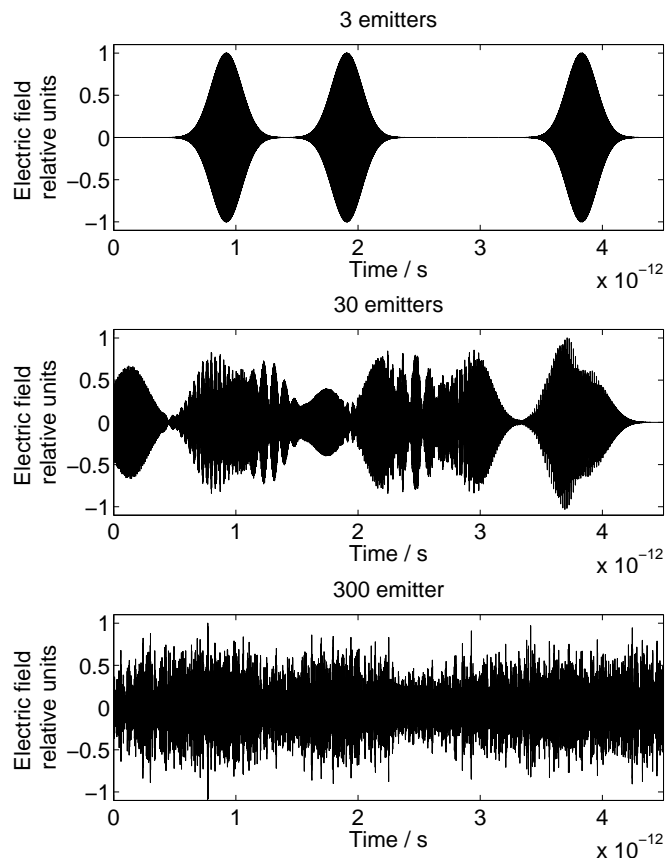 3 emitters
Electric field
relative units
1
0.5
0
−0.5
−1
0 1 2 3 4
Time / s
x 10⁻¹²
30 emitters
Electric field
relative units
1
0.5
0
−0.5
−1
0 1 2 3 4
Time / s
x 10⁻¹²
300 emitter
Electric field
relative units
1
0.5
0
−0.5
−1
0 1 2 3 4
Time / s
x 10⁻¹²